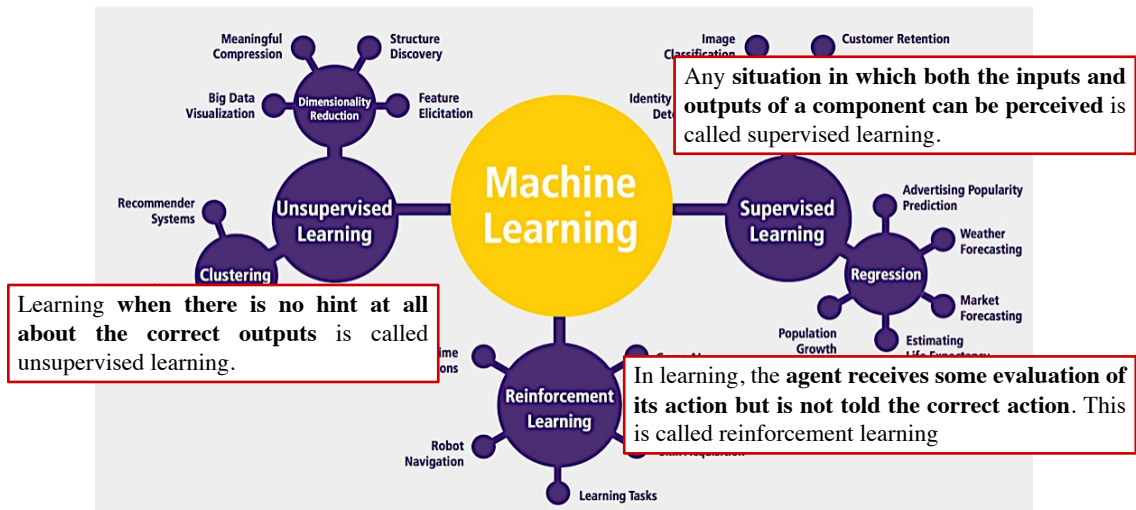 Meaningful
Compression
Structure
Discovery
Big Data
Visualization
Dimensionality
Reduction
Feature
Elicitation
Recommender
Systems
Unsupervised
Learning
Clustering
Learning when there is no hint at all
about the correct outputs is called
unsupervised learning.
Machine
Learning
Image
Classification
Customer Retention
Identity
Any situation in which both the inputs and
outputs of a component can be perceived is
called supervised learning.
Supervised
Learning
Advertising Popularity
Prediction
Weather
Forecasting
Regression
Market
Forecasting
Population
Growth
Estimating
Life Expectancy
Reinforcement
Learning
In learning, the agent receives some evaluation of
its action but is not told the correct action. This
is called reinforcement learning
Robot
Navigation
Learning Tasks